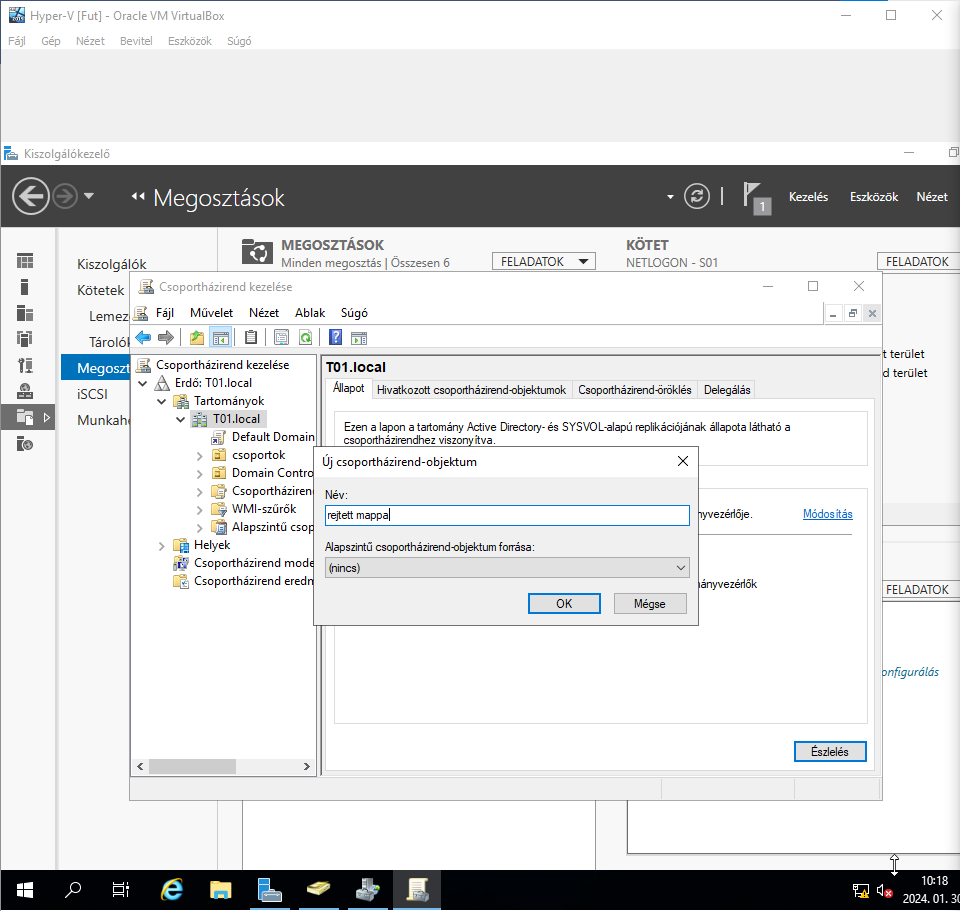 Hyper-V [Fut] - Oracle VM VirtualBox
Fájl Gép Nézet Bevitel Eszközök Súgó
Kiszolgálókezelő
Megosztások
1
Kezelés Eszközök Nézet
Kiszolgálók
Kötetek
Lemez
Tárolók
Megoszt
iSCSI
Munkaha
MEGOSZTÁSOK
Minden megosztás | Összesen 6
FELADATOK
KÖTET
NETLOGON - S01
FELADATOK
t terület
d terület
FELADATOK
onfigurálás
Csoportházirend kezelése
Fájl Művelet Nézet Ablak Súgó
Csoportházirend kezelése
Erdő: T01.local
Tartományok
T01.local
Default Domain
csoportok
Domain Contro
Csoportháziren
WMI-szűrők
Alapszintű csop
Helyek
Csoportházirend mode
Csoportházirend eredn
T01.local
Állapot Hivatkozott csoportházirend-objektumok Csoportházirend-öröklés Delegálás
Ezen a lapon a tartomány Active Directory- és SYSVOL-alapú replikációjának állapota látható a
csoportházirendhez viszonyítva.
nyvezérlője. Módosítás
mányvezérlők
Észlelés
Új csoportházirend-objektum
Név:
rejtett mappa
Alapszintű csoportházirend-objektum forrása:
(nincs)
OK Mégse
10:18
2024. 01. 30